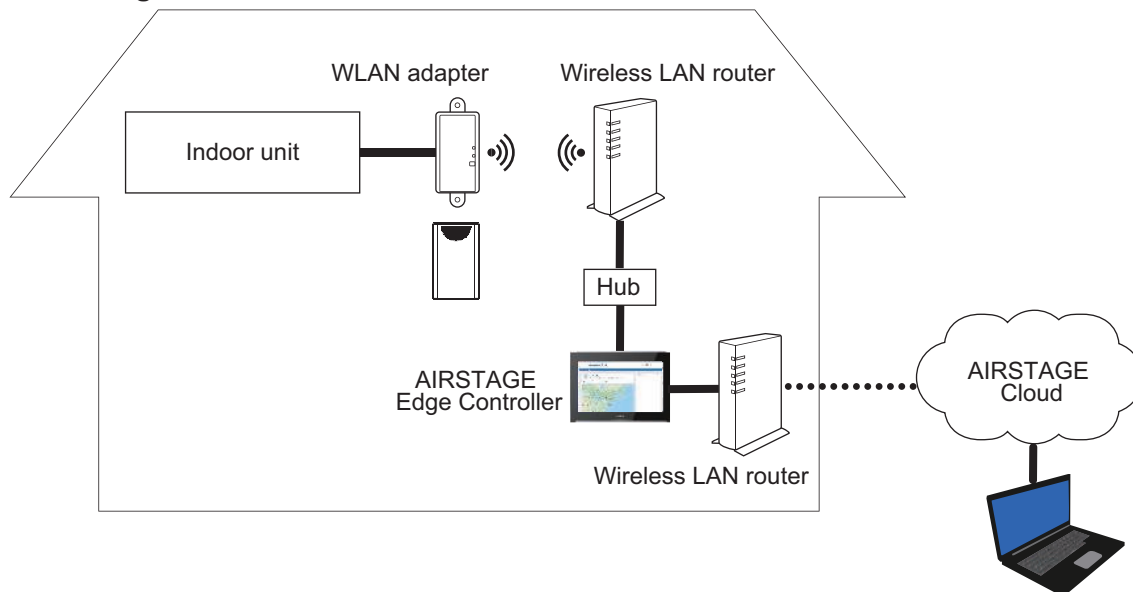 WLAN adapter
Wireless LAN router
Indoor unit
Hub
AIRSTAGE
Edge Controller
Wireless LAN router
AIRSTAGE
Cloud